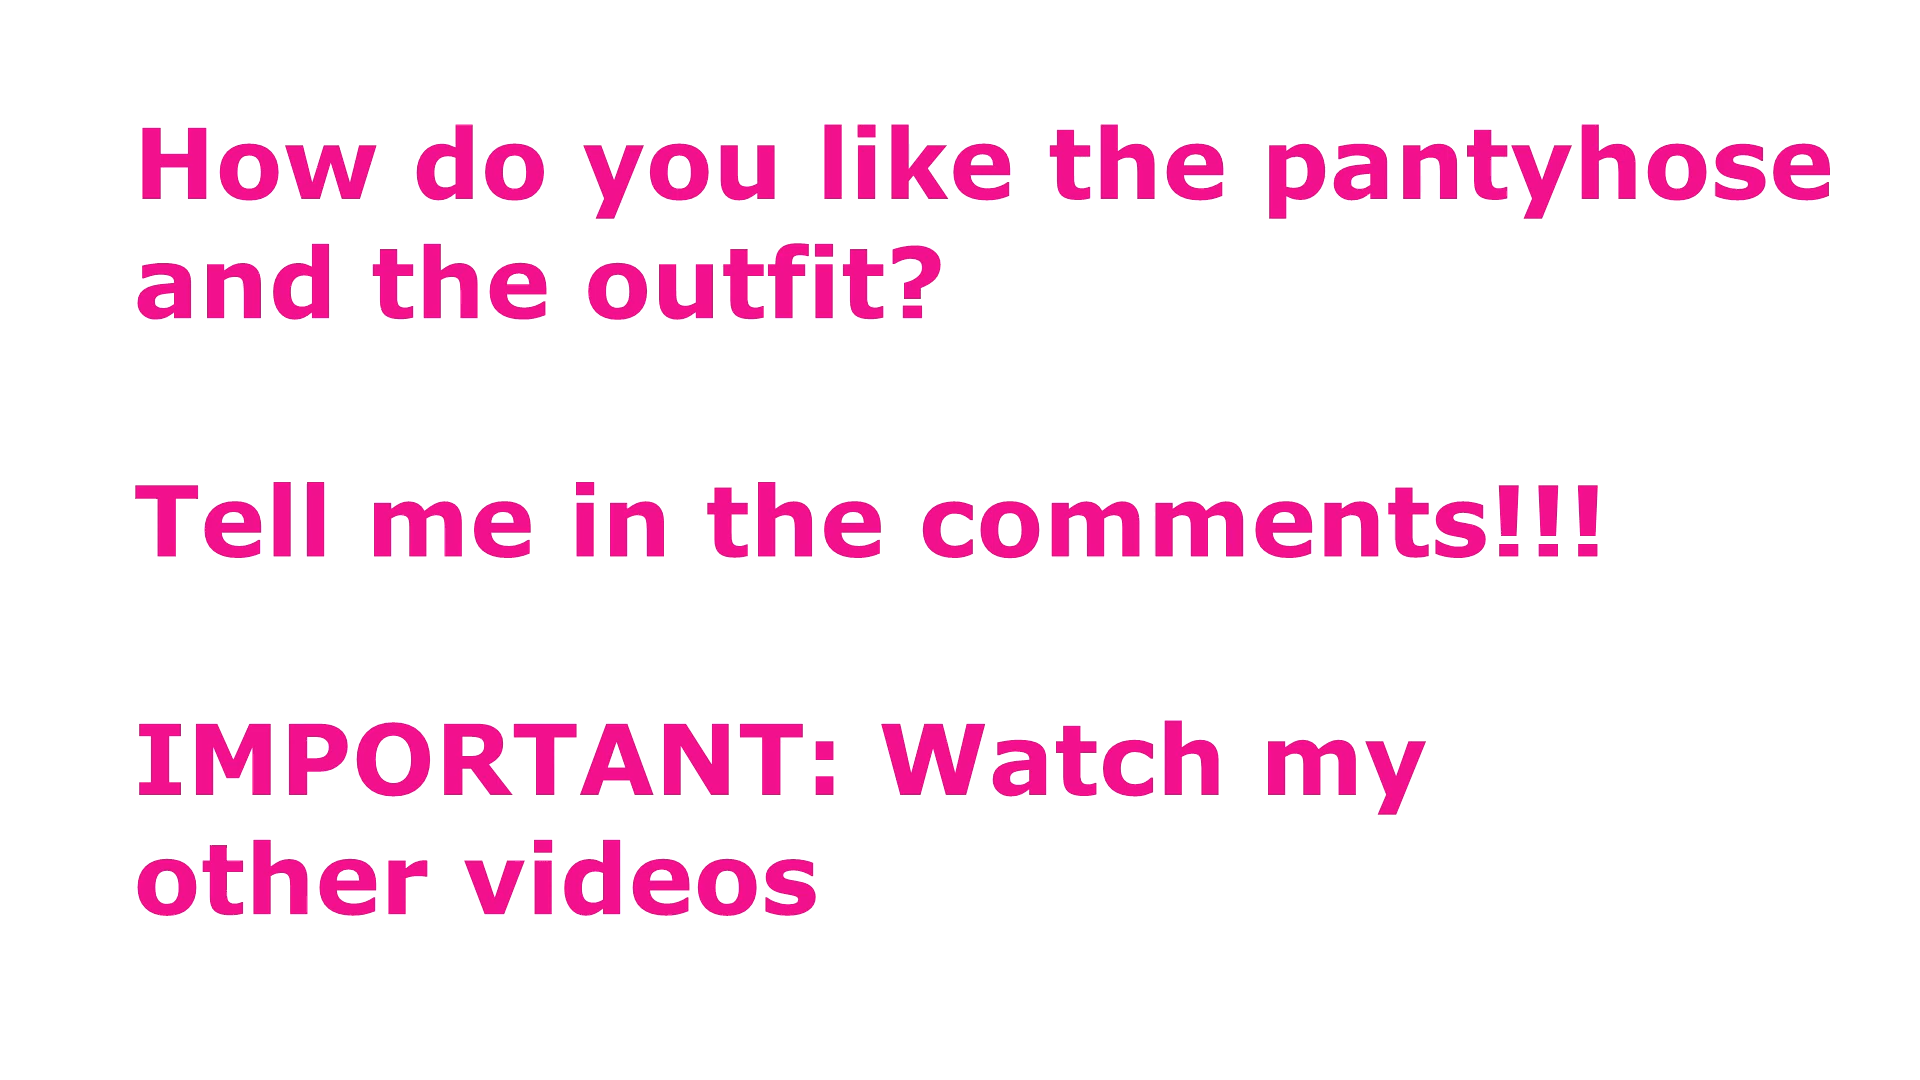 How do you like the pantyhose
and the outfit?
Tell me in the comments!!!
IMPORTANT: Watch my
other videos